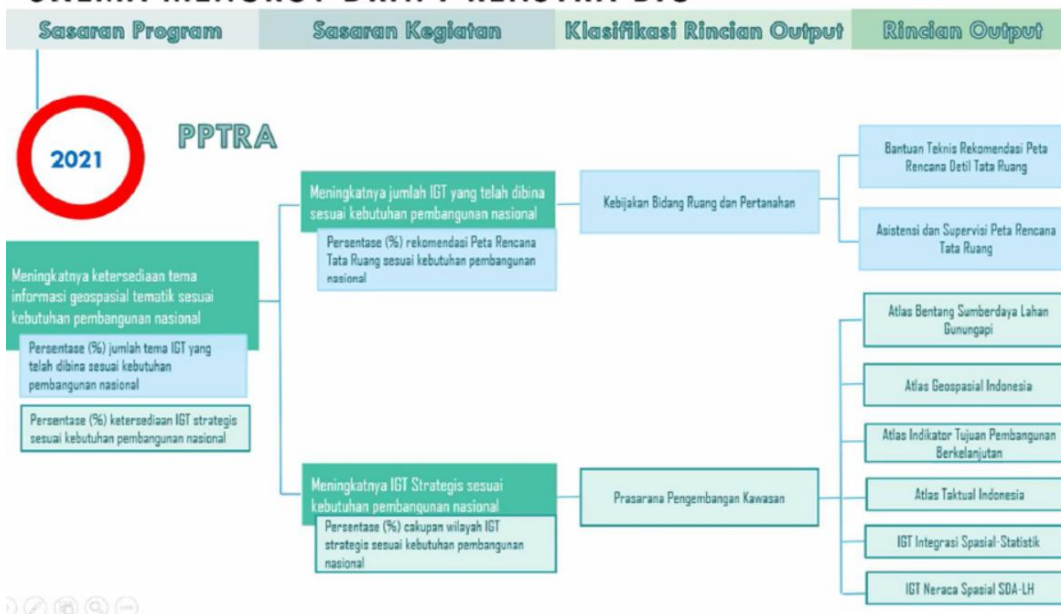 Sasaran Program
Sasaran Kegiatan
Klasifikasi Rincian Output
Rincian Output
2021
PPTRA
Meningkatnya ketersediaan tema
informasi geospasial tematik sesuai
kebutuhan pembangunan nasional
Persentase (%) jumlah tema IGT yang
telah dibina sesuai kebutuhan
pembangunan nasional
Persentase (%) ketersediaan IGT strategis
sesuai kebutuhan pembangunan nasional
Meningkatnya jumlah IGT yang telah dibina
sesuai kebutuhan pembangunan nasional
Persentase (%) rekomendasi Peta Rencana
Tata Ruang sesuai kebutuhan pembangunan
nasional
Kebijakan Bidang Ruang dan Pertanahan
Bantuan Teknis Rekomendasi Peta
Rencana Detil Tata Ruang
Asistensi dan Supervisi Peta Rencana
Tata Ruang
Meningkatnya IGT Strategis sesuai
kebutuhan pembangunan nasional
Persentase (%) cakupan wilayah IGT
strategis sesuai kebutuhan pembangunan
nasional
Prasarana Pengembangan Kawasan
Atlas Bentang Sumberdaya Lahan
Gunungapi
Atlas Geospasial Indonesia
Atlas Indikator Tujuan Pembangunan
Berkelanjutan
Atlas Taktual Indonesia
IGT Integrasi Spasial-Statistik
IGT Neraca Spasial SDA-LH